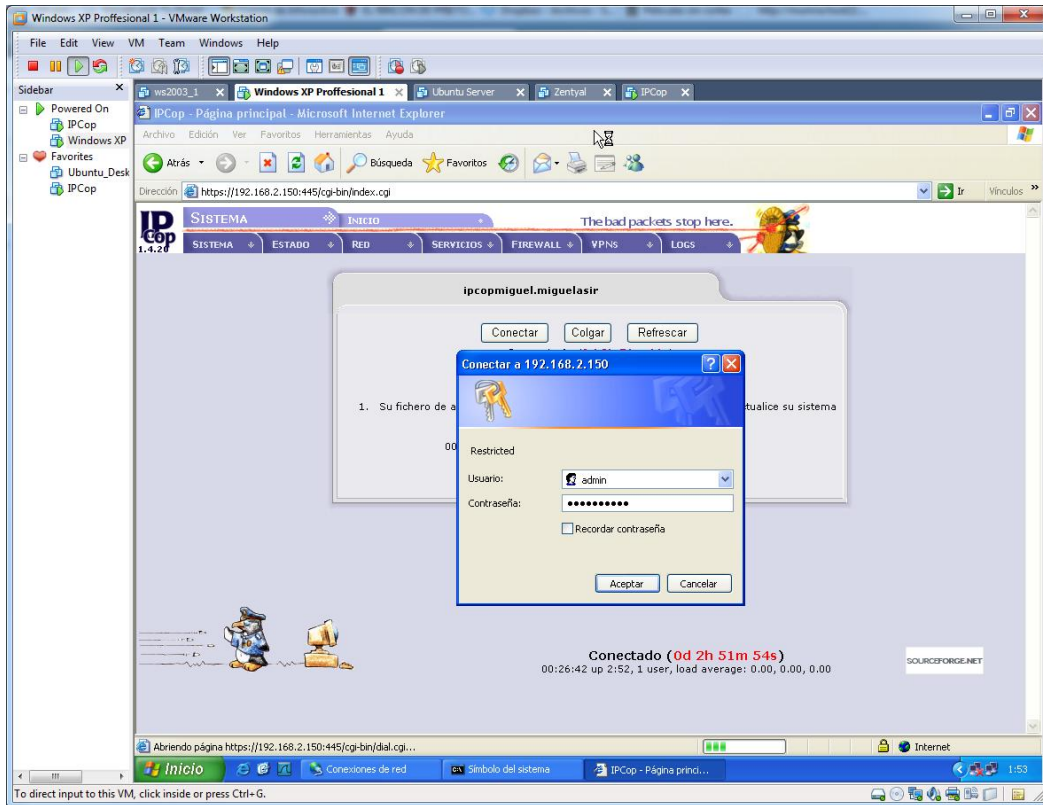 Windows XP Proffesional 1 - VMware Workstation
File Edit View VM Team Windows Help
Sidebar x
Powered On
IPCop
Windows XP
Favorites
Ubuntu_Desk
IPCop
ws2003_1 x Windows XP Proffesional 1 x Ubuntu Server x Zentyal x IPCop x
IPCop - Página principal - Microsoft Internet Explorer
Archivo Edición Ver Favoritos Herramientas Ayuda
Atrás Búsqueda Favoritos
Dirección https://192.168.2.150:445/cgi-bin/index.cgi Ir Vínculos »
IP Cop
1.4.20
SISTEMA INICIO The bad packets stop here.
SISTEMA ESTADO RED SERVICIOS FIREWALL VPNS LOGS
ipcopmiguel.miguelasir
Conectar Colgar Refrescar
1. Su fichero de a
tualice su sistema
00
Conectar a 192.168.2.150
Restricted
Usuario: admin
Contraseña: ••••••••••
Recordar contraseña
Aceptar Cancelar
Conectado (0d 2h 51m 54s)
00:26:42 up 2:52, 1 user, load average: 0.00, 0.00, 0.00
SOURCEFORGE.NET
Abriendo página https://192.168.2.150:445/cgi-bin/dial.cgi... Internet
Inicio Conexiones de red Símbolo del sistema IPCop - Página princi... 1:53
To direct input to this VM, click inside or press Ctrl+G.